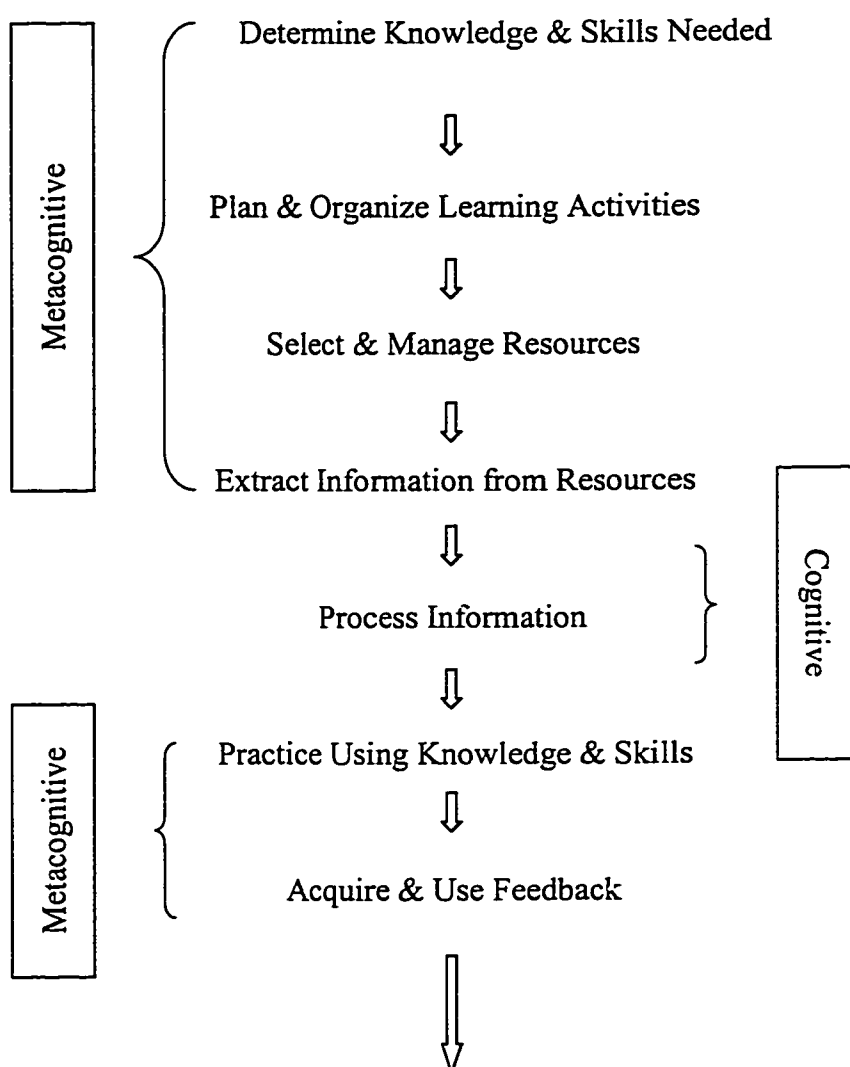 Determine Knowledge & Skills Needed
Metacognitive
Plan & Organize Learning Activities
Select & Manage Resources
Extract Information from Resources
Cognitive
Process Information
Practice Using Knowledge & Skills
Metacognitive
Acquire & Use Feedback